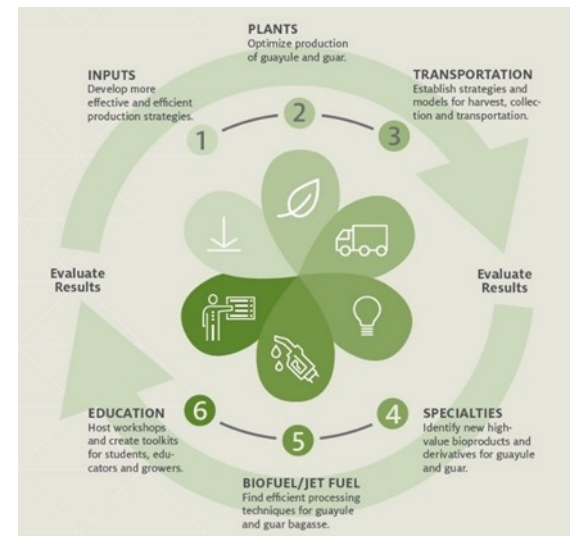 PLANTS
Optimize production
of guayule and guar.
INPUTS
Develop more
effective and efficient
production strategies.
TRANSPORTATION
Establish strategies and
models for harvest, collec-
tion and transportation.
1
2
3
Evaluate
Results
Evaluate
Results
EDUCATION
Host workshops
and create toolkits
for students, edu-
cators and growers.
6
5
4
SPECIALTIES
Identify new high-
value bioproducts and
derivatives for guayule
and guar.
BIOFUEL/JET FUEL
Find efficient processing
techniques for guayule
and guar bagasse.